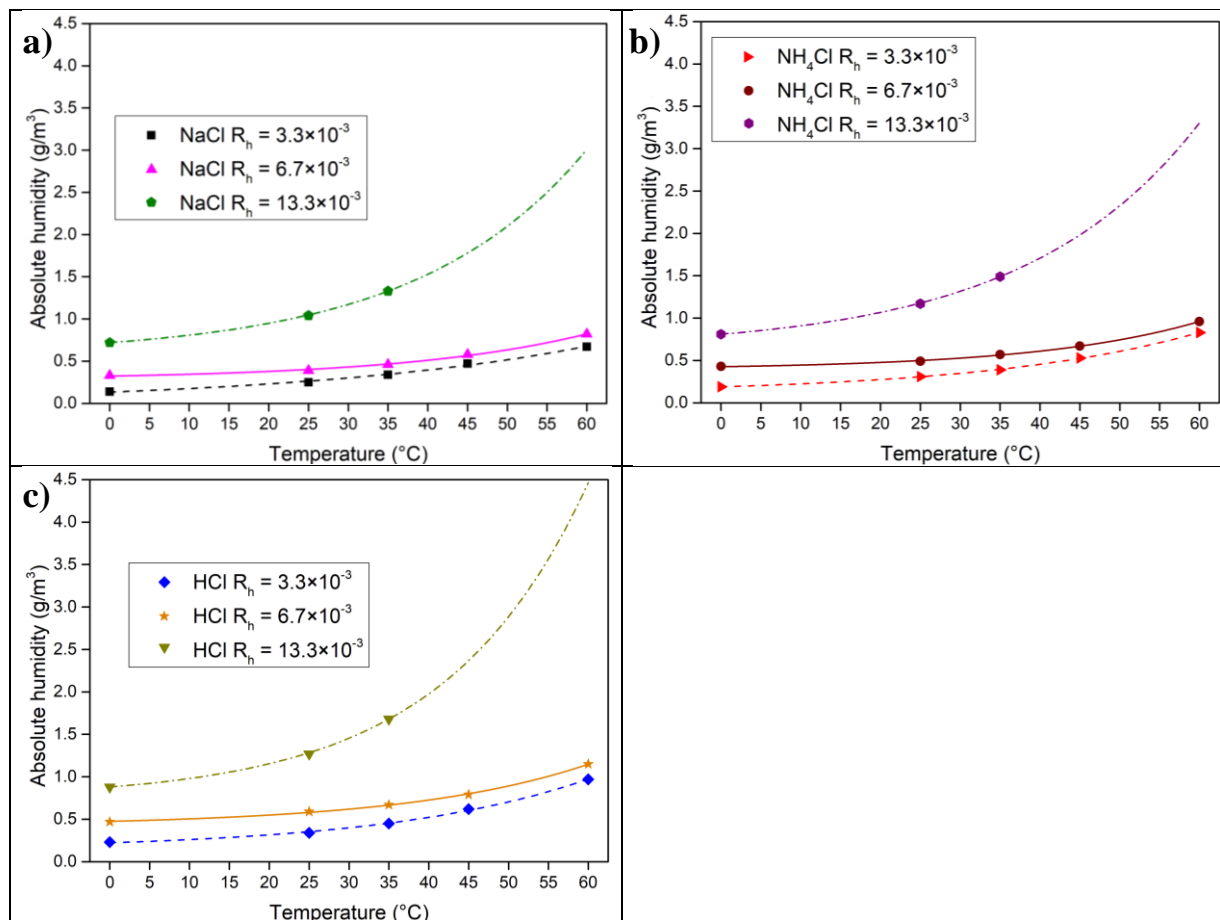 a)
4.5
4.0
3.5
3.0
2.5
2.0
1.5
1.0
0.5
0.0
Absolute humidity (g/m³)
NaCl Rₕ = 3.3×10⁻³
NaCl Rₕ = 6.7×10⁻³
NaCl Rₕ = 13.3×10⁻³
0 5 10 15 20 25 30 35 40 45 50 55 60
Temperature (°C)
b)
4.5
4.0
3.5
3.0
2.5
2.0
1.5
1.0
0.5
0.0
Absolute humidity (g/m³)
NH₄Cl Rₕ = 3.3×10⁻³
NH₄Cl Rₕ = 6.7×10⁻³
NH₄Cl Rₕ = 13.3×10⁻³
0 5 10 15 20 25 30 35 40 45 50 55 60
Temperature (°C)
c)
4.5
4.0
3.5
3.0
2.5
2.0
1.5
1.0
0.5
0.0
Absolute humidity (g/m³)
HCl Rₕ = 3.3×10⁻³
HCl Rₕ = 6.7×10⁻³
HCl Rₕ = 13.3×10⁻³
0 5 10 15 20 25 30 35 40 45 50 55 60
Temperature (°C)